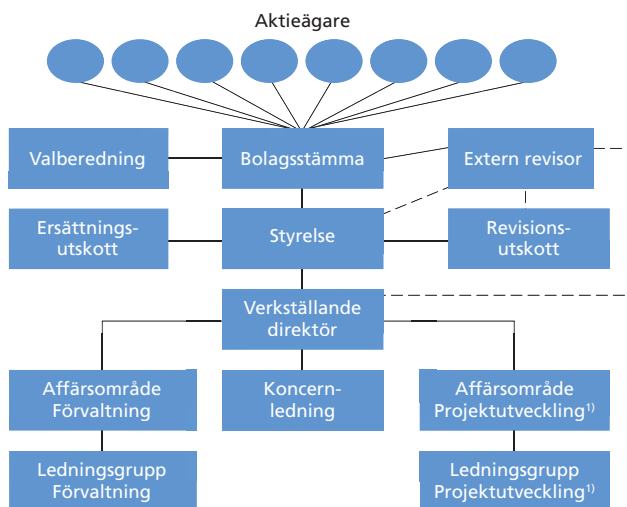 Aktieägare
Valberedning
Bolagsstämma
Extern revisor
Ersättnings-
utskott
Styrelse
Revisions-
utskott
Verkställande
direktör
Affärsområde
Förvaltning
Koncern-
ledning
Affärsområde
Projektutveckling¹⁾
Ledningsgrupp
Förvaltning
Ledningsgrupp
Projektutveckling¹⁾